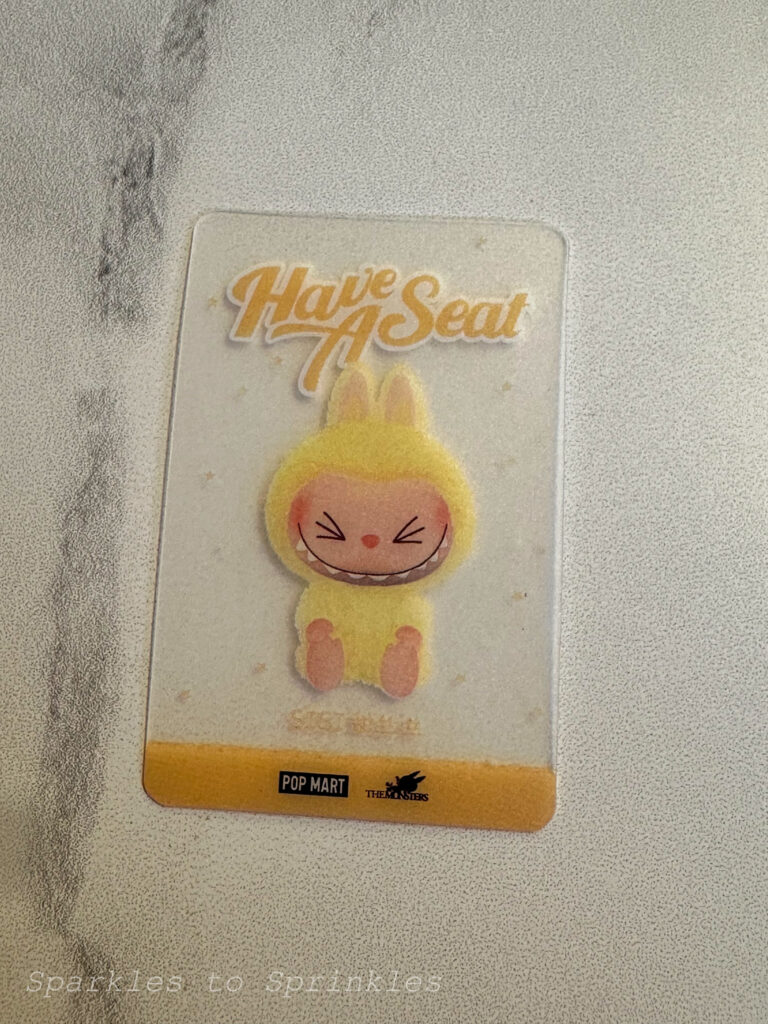 Have
A Seat
POP MART
THE MONSTERS
Sparkles to Sprinkles